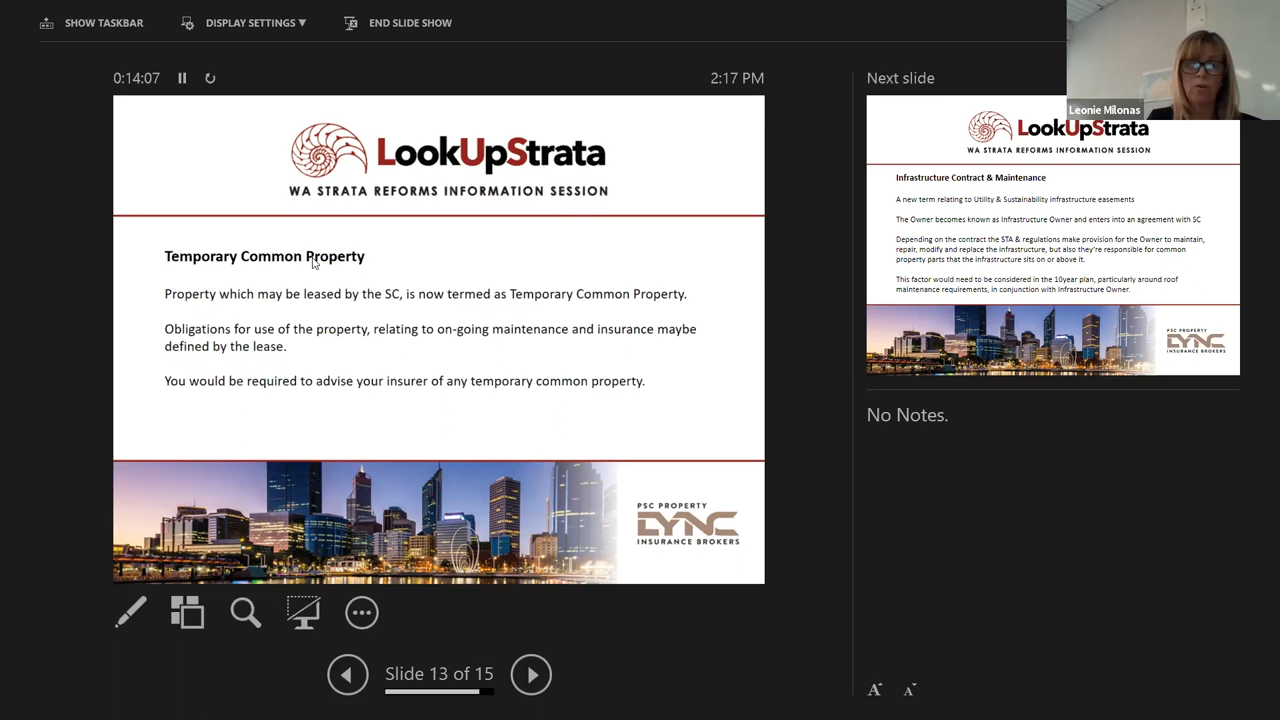 SHOW TASKBAR
DISPLAY SETTINGS ▼
END SLIDE SHOW
0:14:07
2:17 PM
LookUpStrata
WA STRATA REFORMS INFORMATION SESSION
Temporary Common Property
Property which may be leased by the SC, is now termed as Temporary Common Property.
Obligations for use of the property, relating to on-going maintenance and insurance maybe
defined by the lease.
You would be required to advise your insurer of any temporary common property.
PSC PROPERTY
LYNC
INSURANCE BROKERS
Slide 13 of 15
Next slide
Leonie Milonas
LookUpStrata
WA STRATA REFORMS INFORMATION SESSION
Infrastructure Contract & Maintenance
A new term relating to Utility & Sustainability infrastructure easements
The Owner becomes known as Infrastructure Owner and enters into an agreement with SC
Depending on the contract the STA & regulations make provision for the Owner to maintain,
repair, modify and replace the infrastructure, but also they're responsible for common
property parts that the infrastructure sits on or above it.
This factor would need to be considered in the 10year plan, particularly around roof
maintenance requirements, in conjunction with Infrastructure Owner.
PSC PROPERTY
LYNC
INSURANCE BROKERS
No Notes.
A A